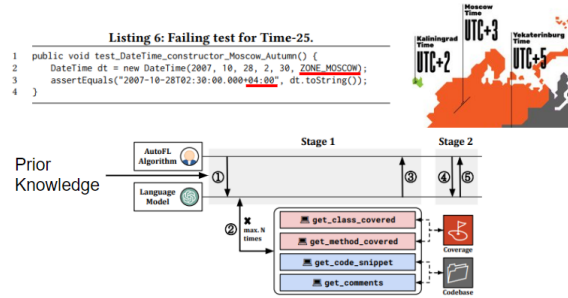 Listing 6: Failing test for Time-25.
1 public void test_DateTime_constructor_Moscow_Autumn() {
2 DateTime dt = new DateTime(2007, 10, 28, 2, 30, ZONE_MOSCOW);
3 assertEquals("2007-10-28T02:30:00.000+04:00", dt.toString());
4 }
Moscow
Time
UTC+3
Kaliningrad
Time
UTC+2
Yekaterinburg
Time
UTC+5
Prior
Knowledge
Stage 1
Stage 2
AutoFL
Algorithm
Language
Model
①
②
③
④
⑤
✖
max. N
times
get_class_covered
get_method_covered
get_code_snippet
get_comments
Coverage
Codebase